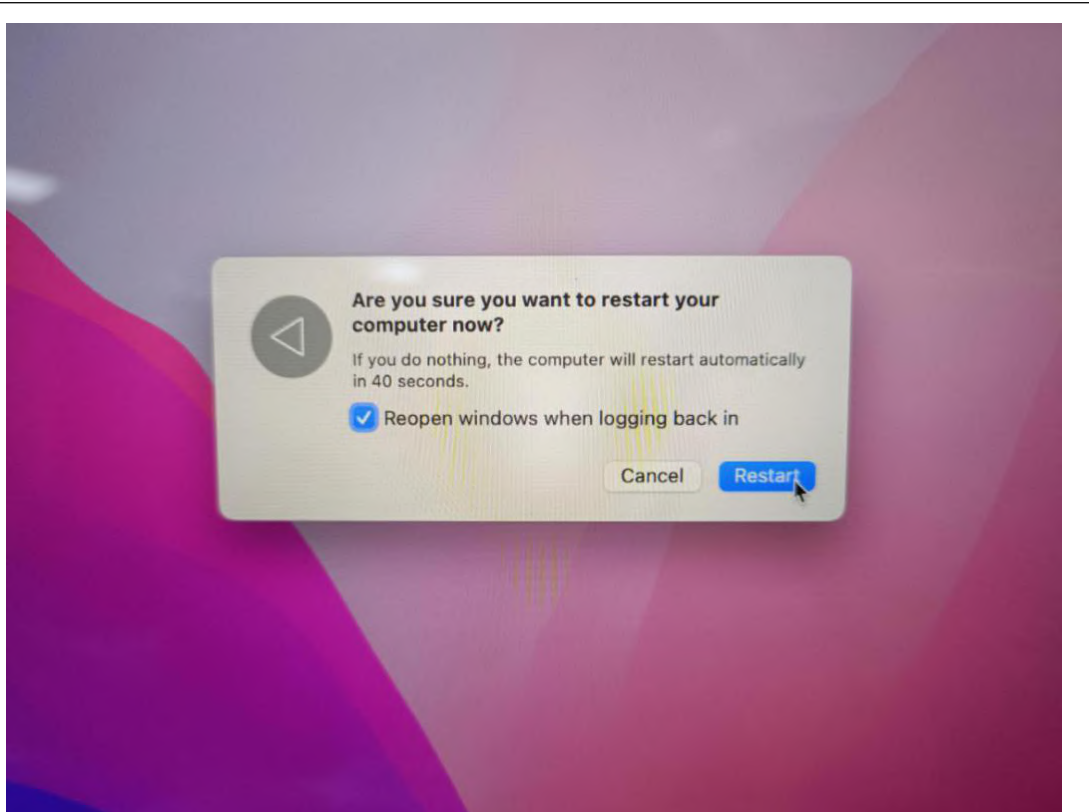 Are you sure you want to restart your
computer now?
If you do nothing, the computer will restart automatically
in 40 seconds.
Reopen windows when logging back in
Cancel
Restart